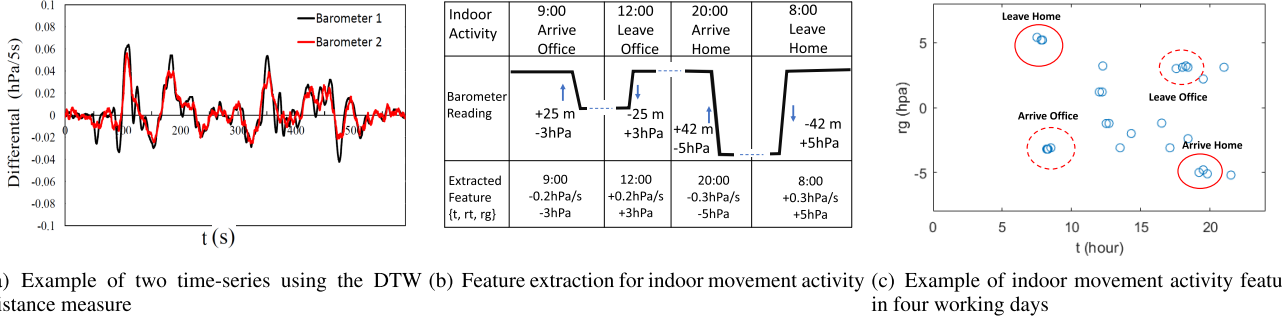 0.1
0.08
0.06
0.04
0.02
0
-0.02
-0.04
-0.06
-0.08
-0.1
Differental (hPa/5s)
Barometer 1
Barometer 2
0 100 200 300 400 500
t (s)
Indoor Activity
9:00 Arrive Office
12:00 Leave Office
20:00 Arrive Home
8:00 Leave Home
Barometer Reading
+25 m
-3hPa
-25 m
+3hPa
+42 m
-5hPa
-42 m
+5hPa
Extracted Feature {t, rt, rg}
9:00 -0.2hPa/s -3hPa
12:00 +0.2hPa/s +3hPa
20:00 -0.3hPa/s -5hPa
8:00 +0.3hPa/s +5hPa
rg (hpa)
5
0
-5
Leave Home
Leave Office
Arrive Office
Arrive Home
0 5 10 15 20
t (hour)
a) Example of two time-series using the DTW
istance measure
(b) Feature extraction for indoor movement activity
(c) Example of indoor movement activity featu
in four working days